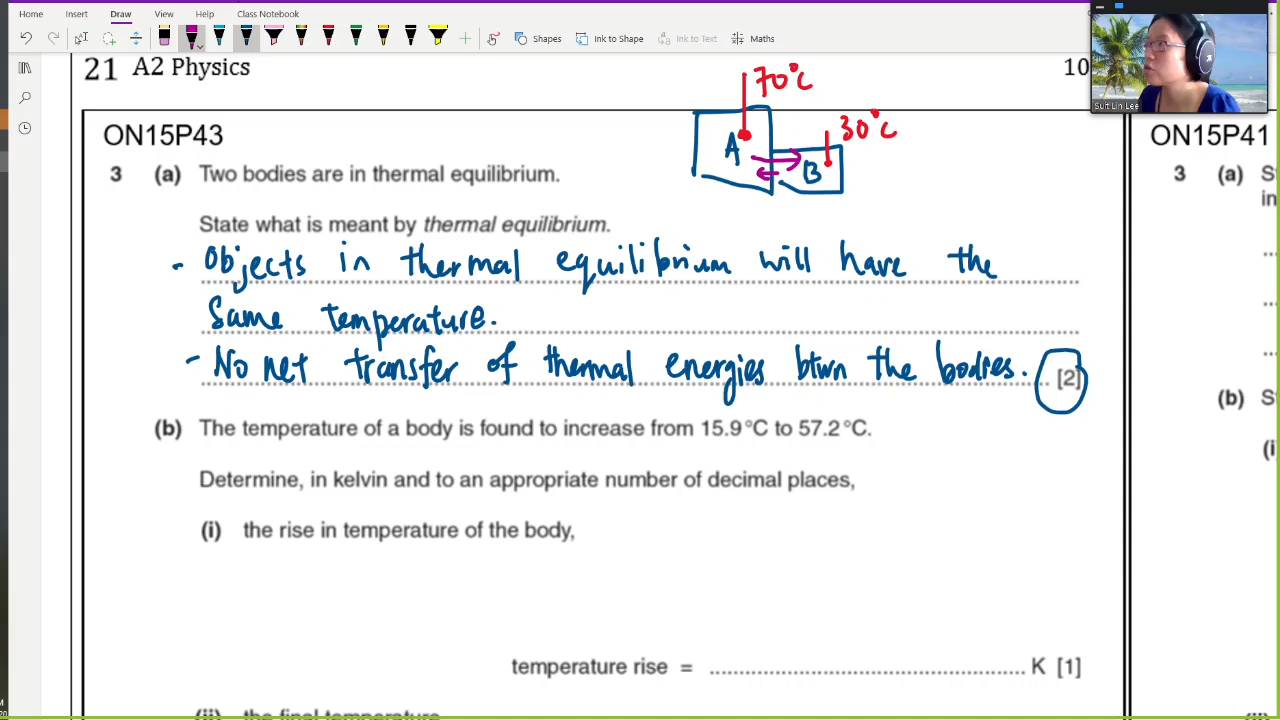 Home Insert Draw View Help Class Notebook
Shapes Ink to Shape Ink to Text Maths
Suit Lin Lee
21 A2 Physics
10
70°C
30°C
A
B
ON15P43
3 (a) Two bodies are in thermal equilibrium.
State what is meant by thermal equilibrium.
- Objects in thermal equilibrium will have the
same temperature.
- No net transfer of thermal energies btwn the bodies. [2]
(b) The temperature of a body is found to increase from 15.9 °C to 57.2 °C.
Determine, in kelvin and to an appropriate number of decimal places,
(i) the rise in temperature of the body,
temperature rise = ........................................................ K [1]
(ii) the final temperature
ON15P41
3 (a)
in
(b)
(i